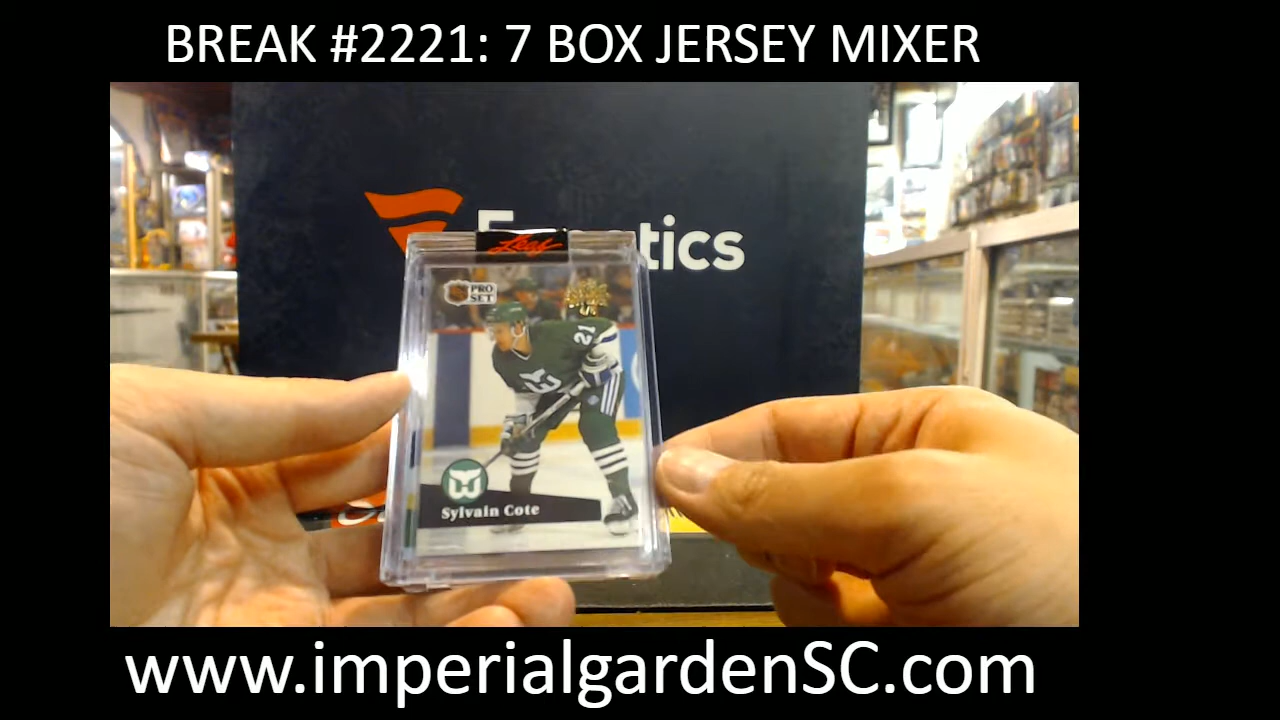 BREAK #2221: 7 BOX JERSEY MIXER
Leaf
PRO
SET
21
Sylvain Cote
www.imperialgardenSC.com